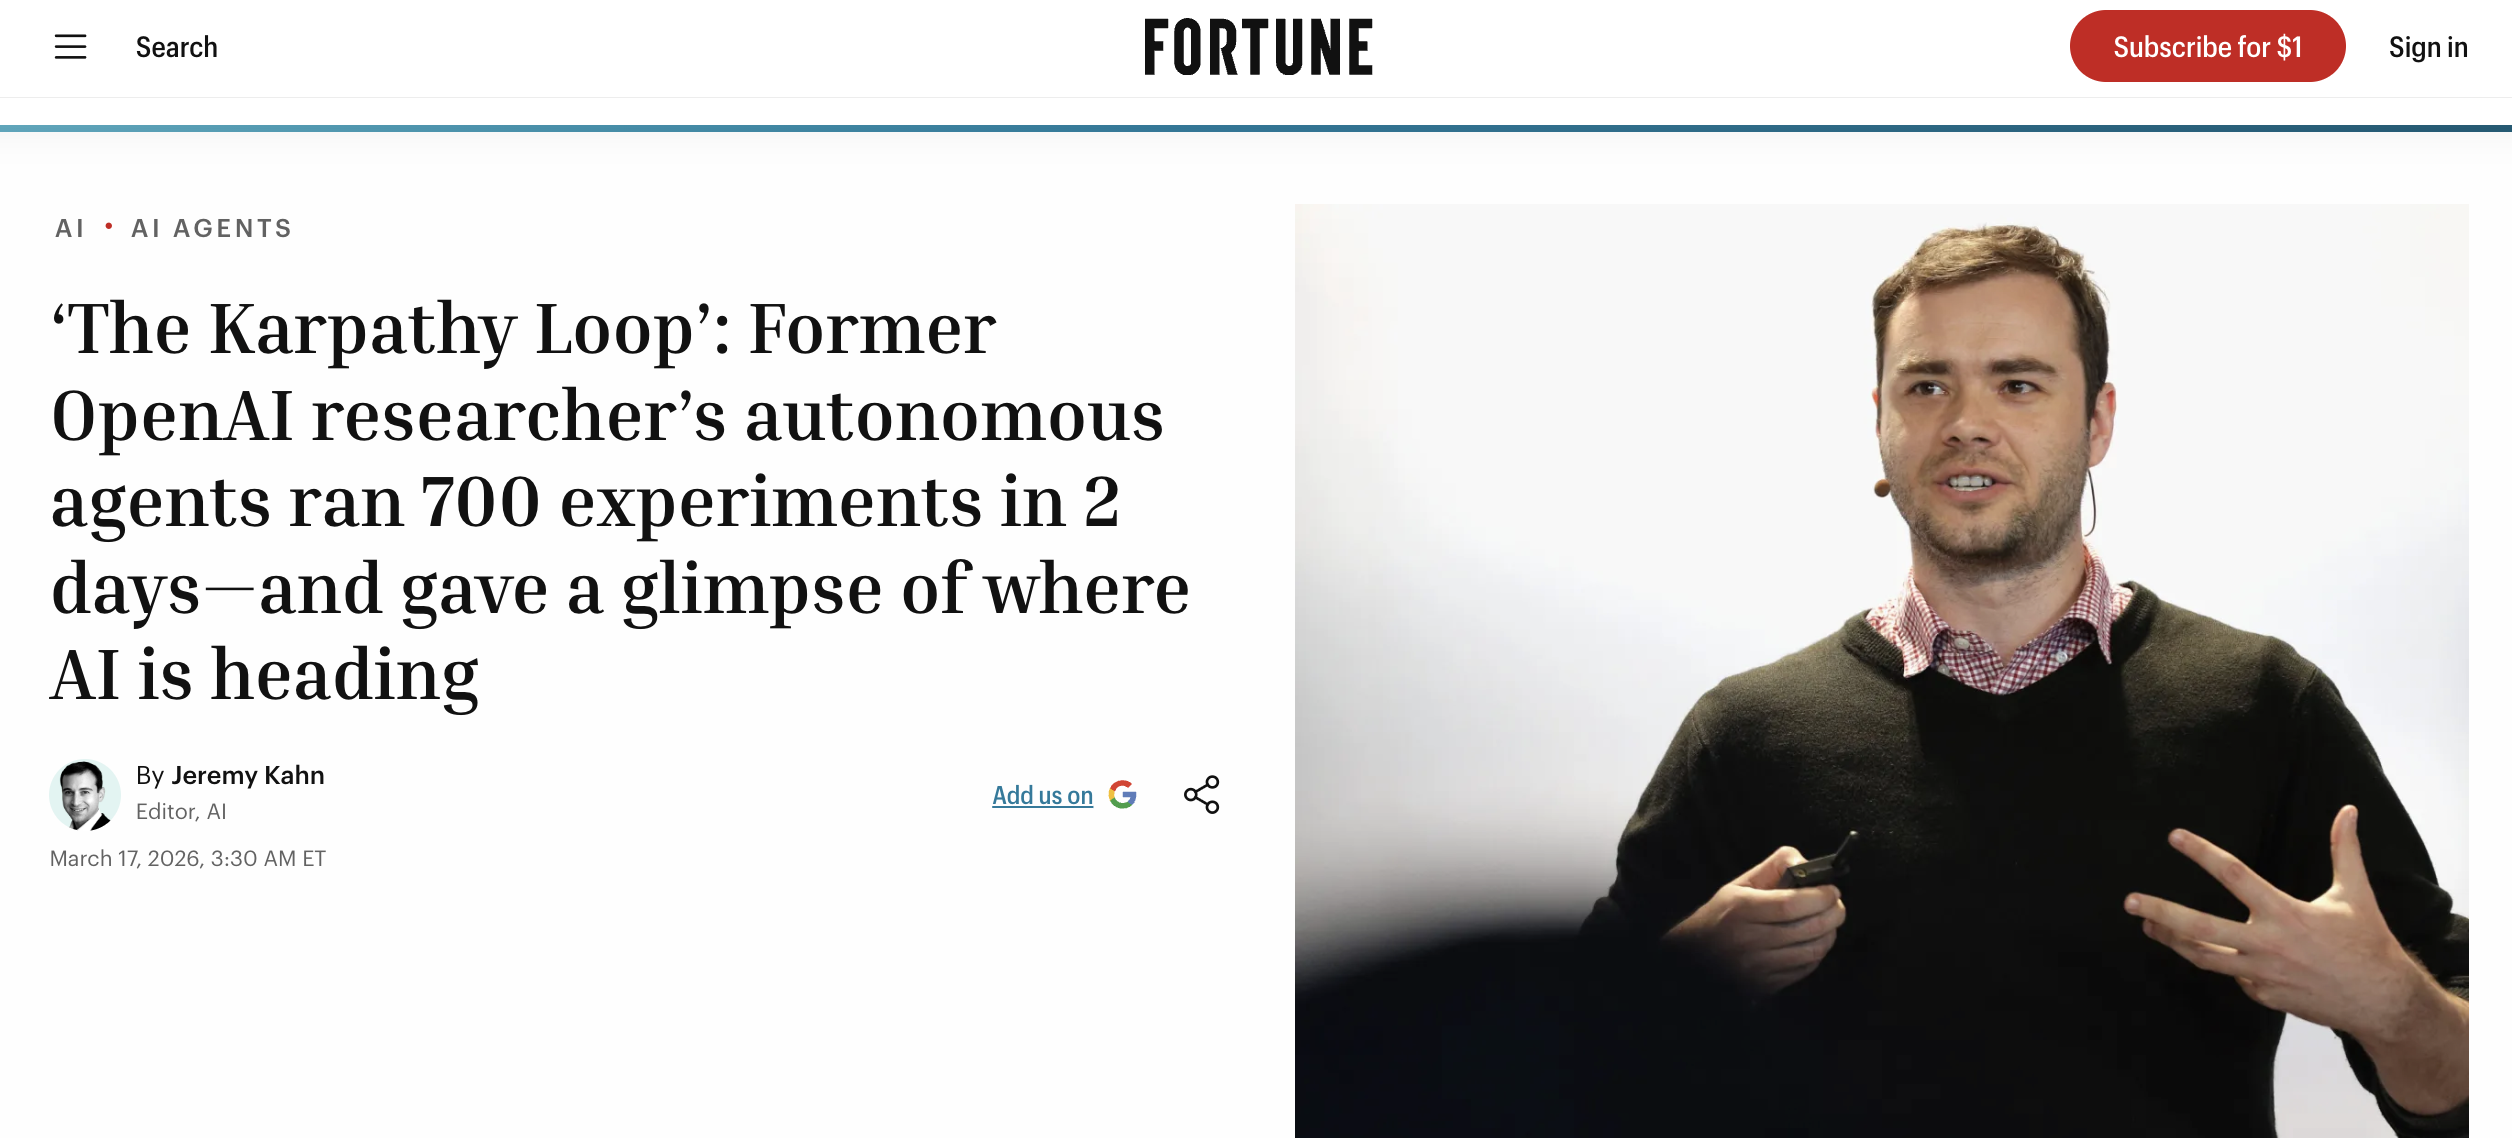 Search
FORTUNE
Subscribe for $1
Sign in
AI • AI AGENTS
‘The Karpathy Loop’: Former
OpenAI researcher’s autonomous
agents ran 700 experiments in 2
days—and gave a glimpse of where
AI is heading
By Jeremy Kahn
Editor, AI
Add us on
March 17, 2026, 3:30 AM ET